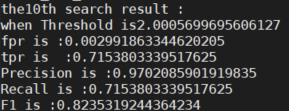 the10th search result :
when Threshold is2.0005699695606127
fpr is :0.002991863344620205
tpr is  :0.7153803339517625
Precision is :0.9702085901919835
Recall is :0.7153803339517625
F1 is :0.8235319244364234